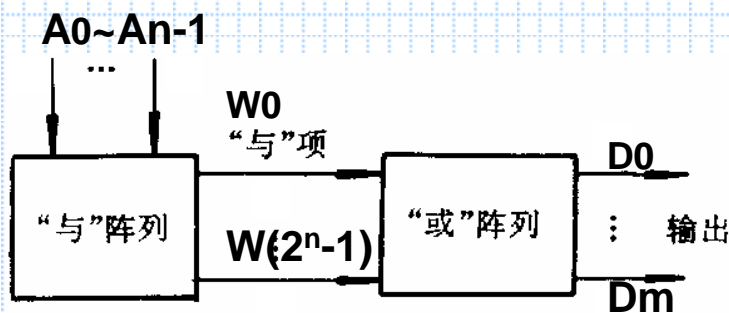 A0~An-1
...
W0
“与”项
D0
“与”阵列
“或”阵列
W(2ⁿ-1)
⋮ 输出
Dm